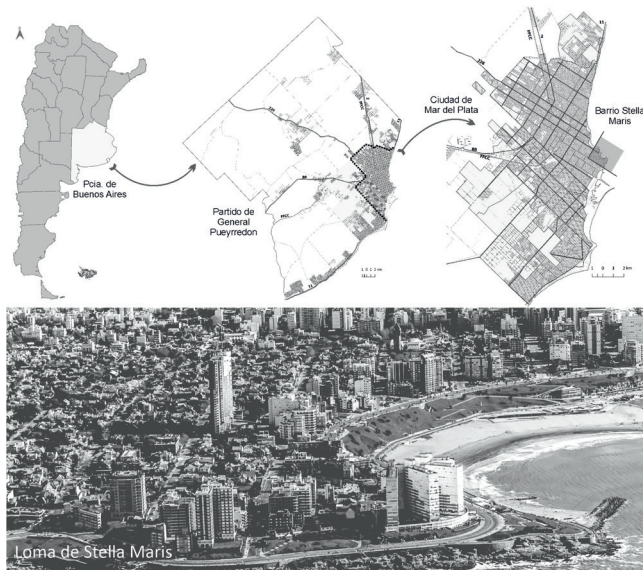 Pcia. de
Buenos Aires
Partido de
General
Pueyrredon
Ciudad de
Mar del Plata
Barrio Stella
Maris
Loma de Stella Maris